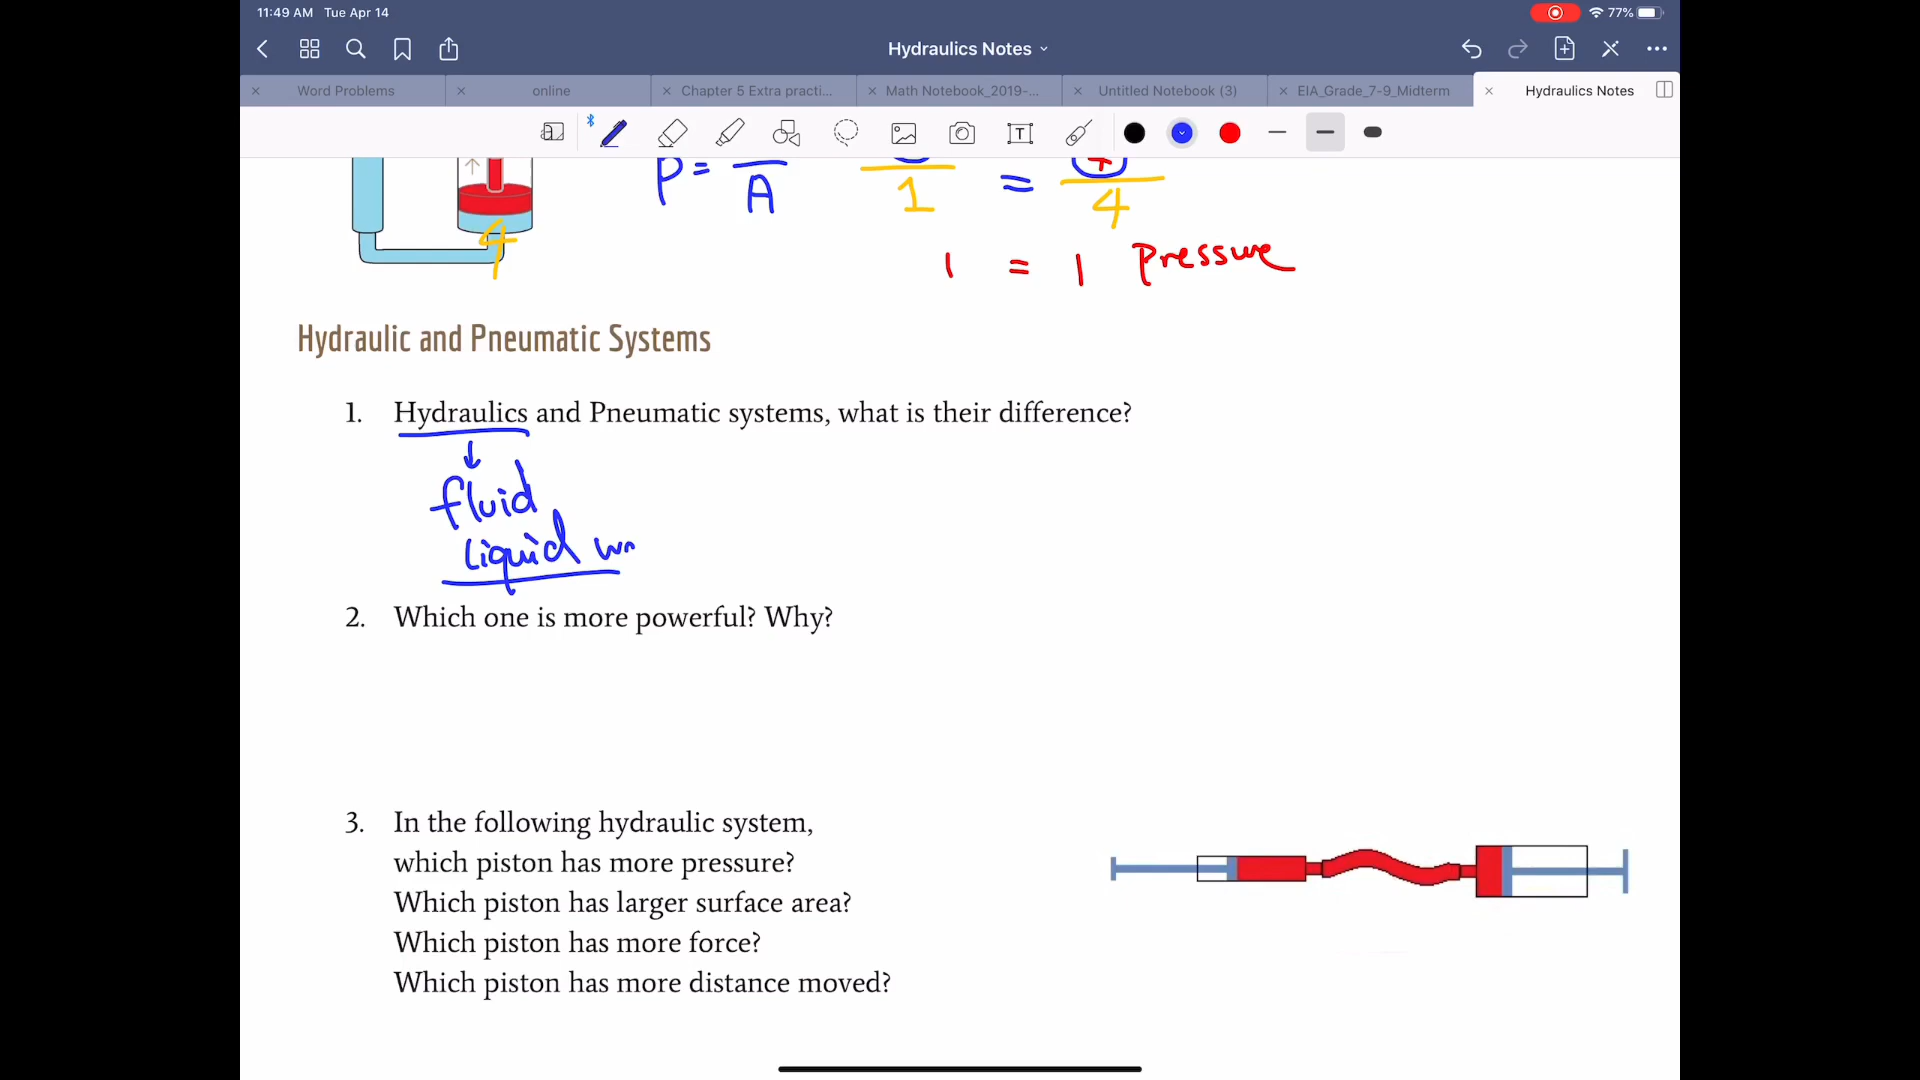 11:49 AM Tue Apr 14
77%
Hydraulics Notes
Word Problems
online
Chapter 5 Extra practi...
Math Notebook_2019-...
Untitled Notebook (3)
EIA_Grade_7-9_Midterm
Hydraulics Notes
P = A
1 = 4
4
1 = 1 Pressure
Hydraulic and Pneumatic Systems
1. Hydraulics and Pneumatic systems, what is their difference?
fluid
liquid
2. Which one is more powerful? Why?
3. In the following hydraulic system,
which piston has more pressure?
Which piston has larger surface area?
Which piston has more force?
Which piston has more distance moved?